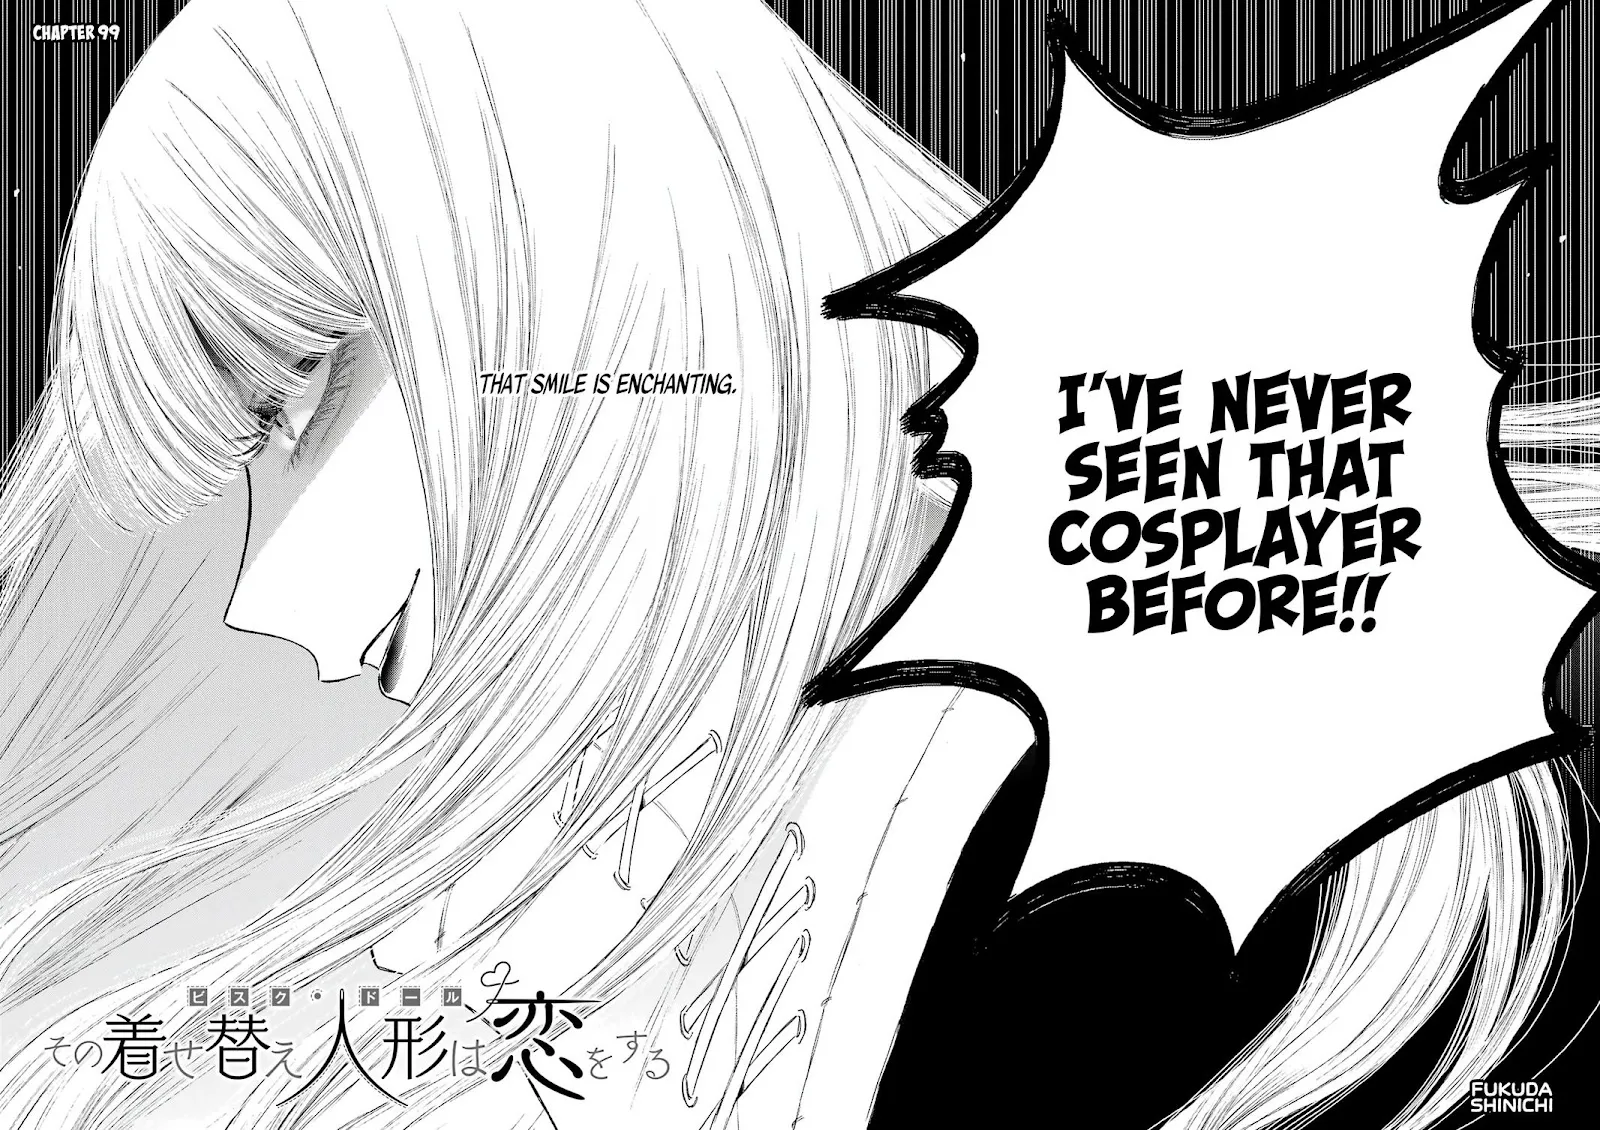 CHAPTER 99
I'VE NEVER
SEEN THAT
COSPLAYER
BEFORE!!
THAT SMILE IS ENCHANTING.
ビスク・ドール
その着せ替え人形は恋をする
FUKUDA
SHINICHI